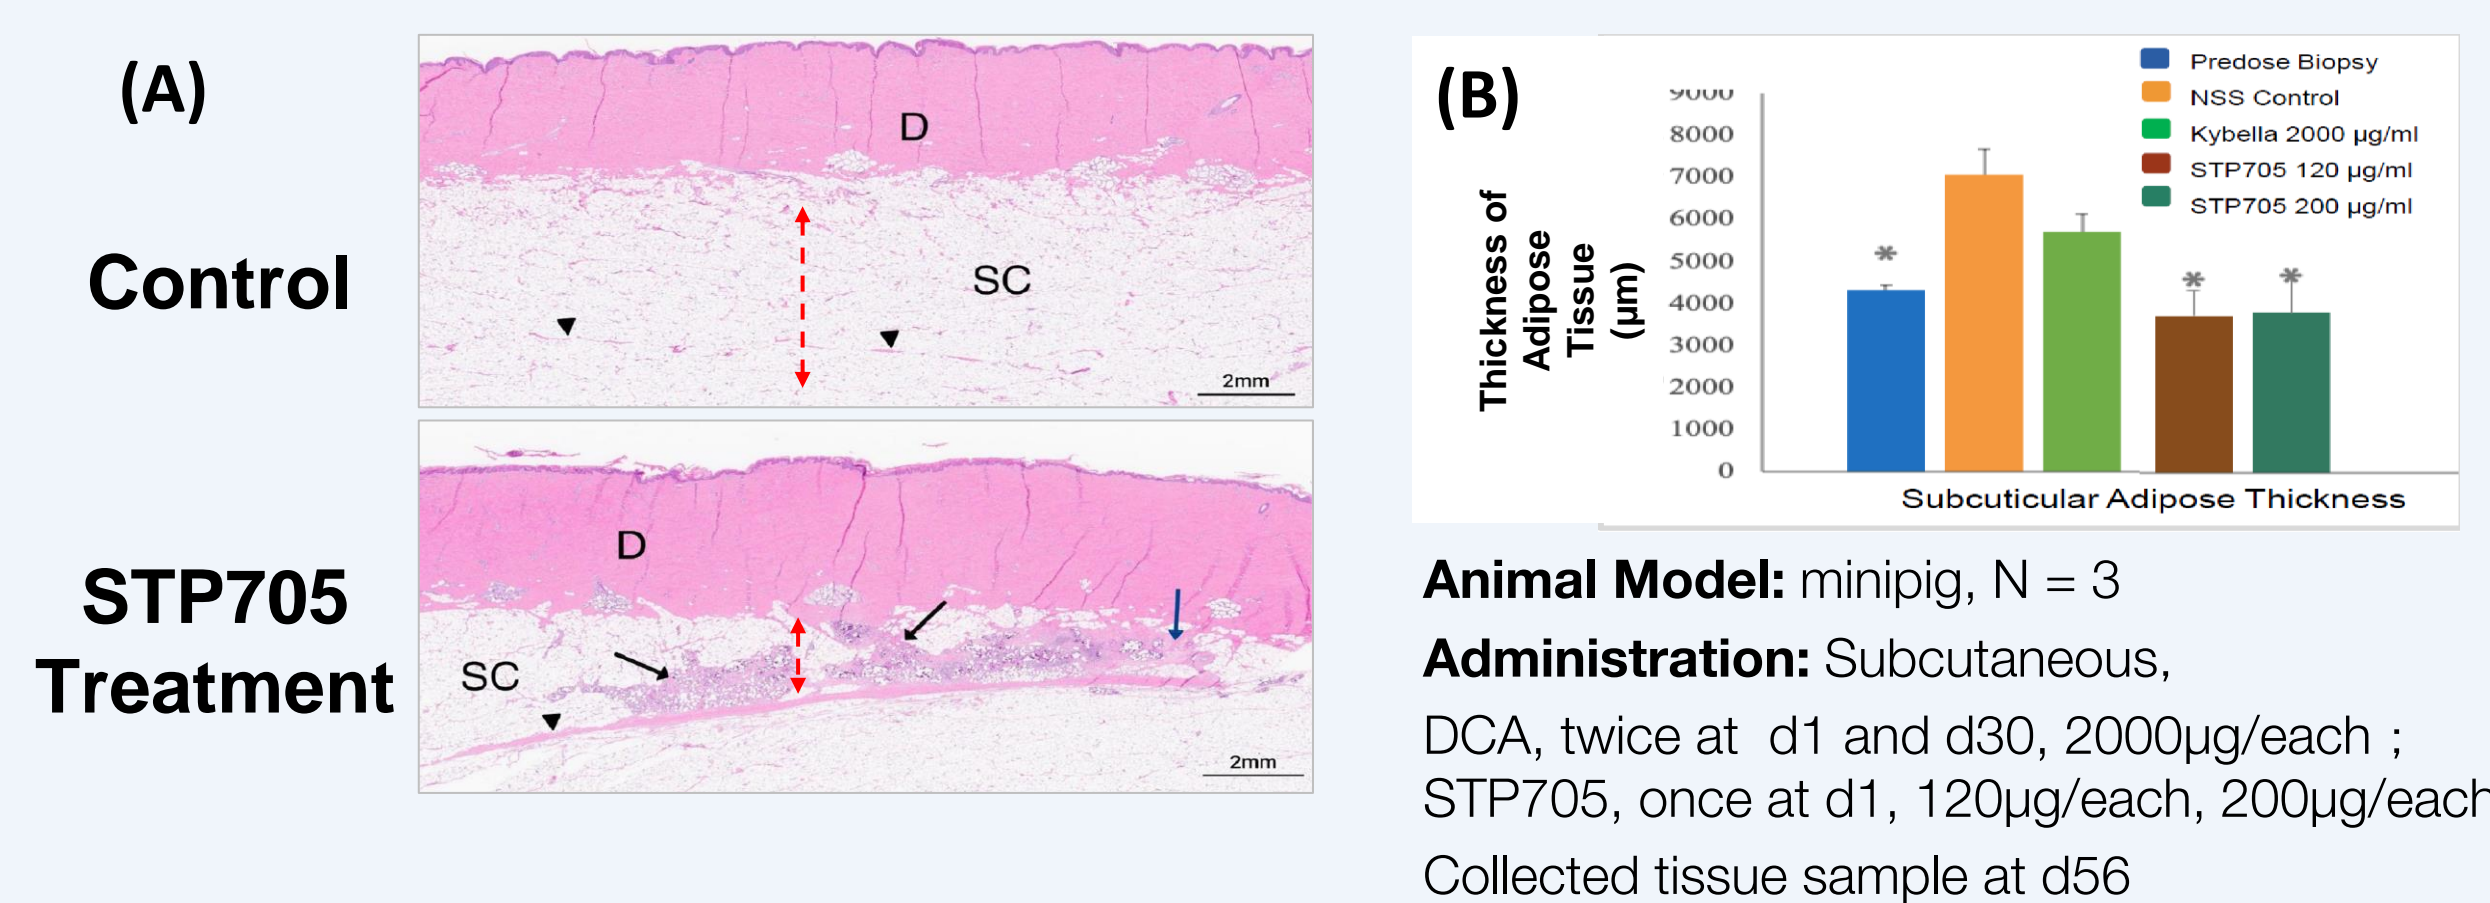 (A)
Control
D
SC
2mm
STP705
Treatment
D
SC
2mm
(B)
Thickness of
Adipose
Tissue
(µm)
9000
8000
7000
6000
5000
4000
3000
2000
1000
0
Predose Biopsy
NSS Control
Kybella 2000 µg/ml
STP705 120 µg/ml
STP705 200 µg/ml
*
*
*
Subcuticular Adipose Thickness
Animal Model: minipig, N = 3
Administration: Subcutaneous,
DCA, twice at d1 and d30, 2000µg/each ;
STP705, once at d1, 120µg/each, 200µg/each
Collected tissue sample at d56